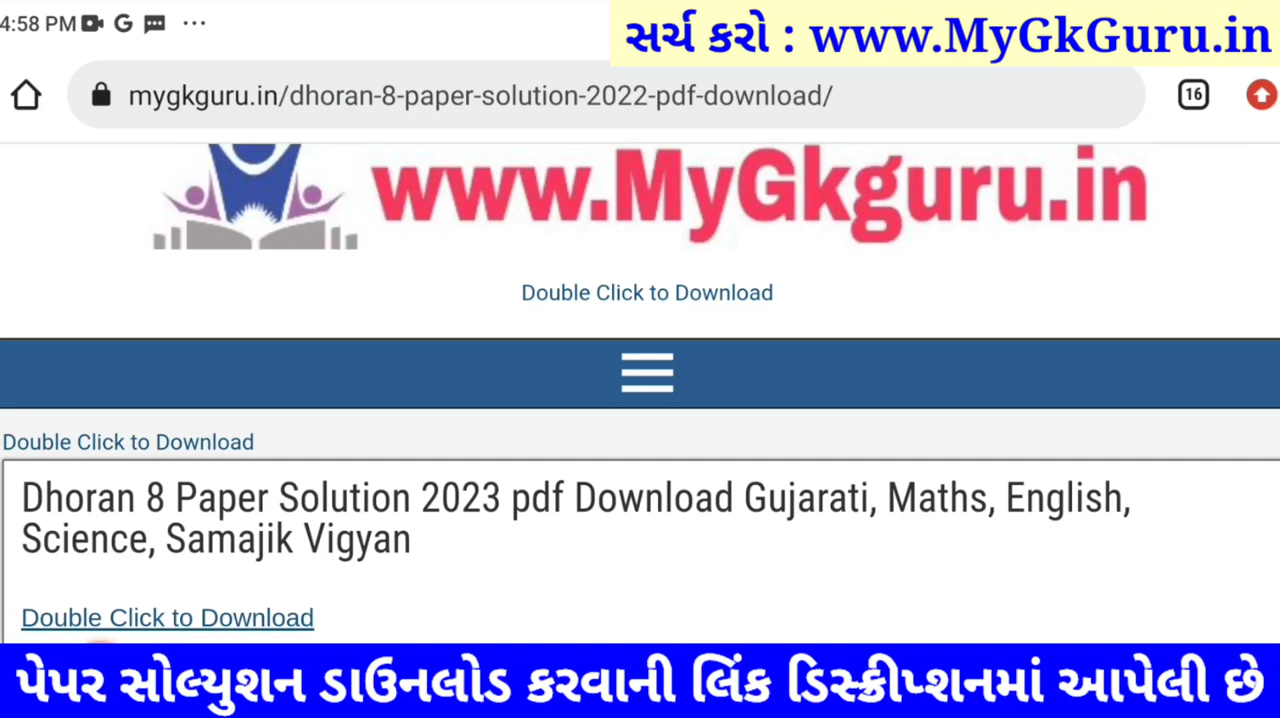 4:58 PM G ...
સર્ચ કરો : www.MyGkGuru.in
mygkguru.in/dhoran-8-paper-solution-2022-pdf-download/
16
www.MyGkguru.in
Double Click to Download
Double Click to Download
Dhoran 8 Paper Solution 2023 pdf Download Gujarati, Maths, English,
Science, Samajik Vigyan
Double Click to Download
પેપર સોલ્યુશન ડાઉનલોડ કરવાની લિંક ડિસ્ક્રીપ્શનમાં આપેલી છે